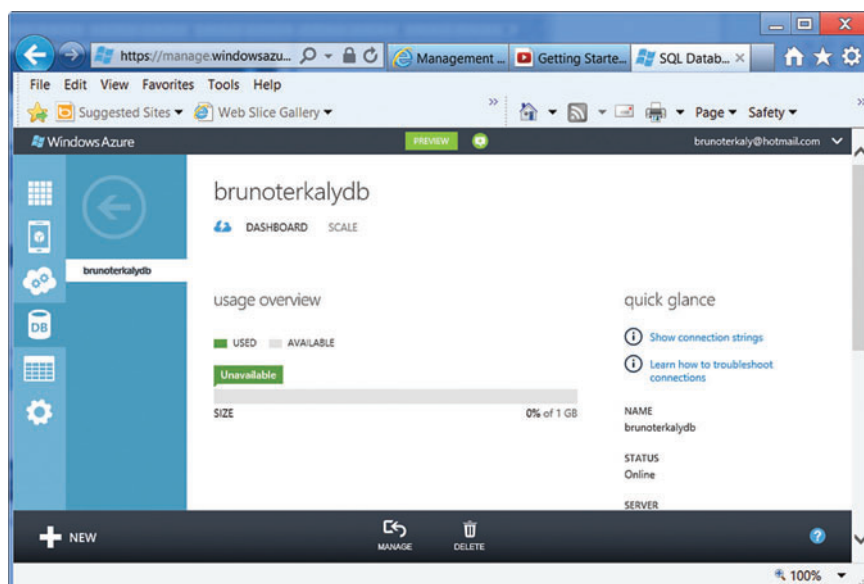 https://manage.windowsazu...
Management ...
Getting Starte...
SQL Datab...
File Edit View Favorites Tools Help
Suggested Sites
Web Slice Gallery
Page
Safety
Windows Azure
PREVIEW
brunoterkaly@hotmail.com
brunoterkalydb
DASHBOARD SCALE
brunoterkalydb
DB
usage overview
USED AVAILABLE
Unavailable
SIZE 0% of 1 GB
quick glance
Show connection strings
Learn how to troubleshoot
connections
NAME
brunoterkalydb
STATUS
Online
SERVER
NEW
MANAGE
DELETE
100%